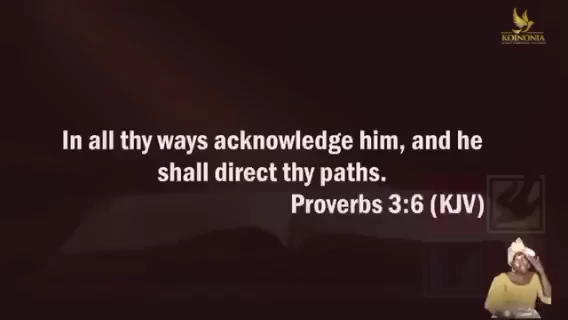 KOINONIA
In all thy ways acknowledge him, and he
shall direct thy paths.
Proverbs 3:6 (KJV)